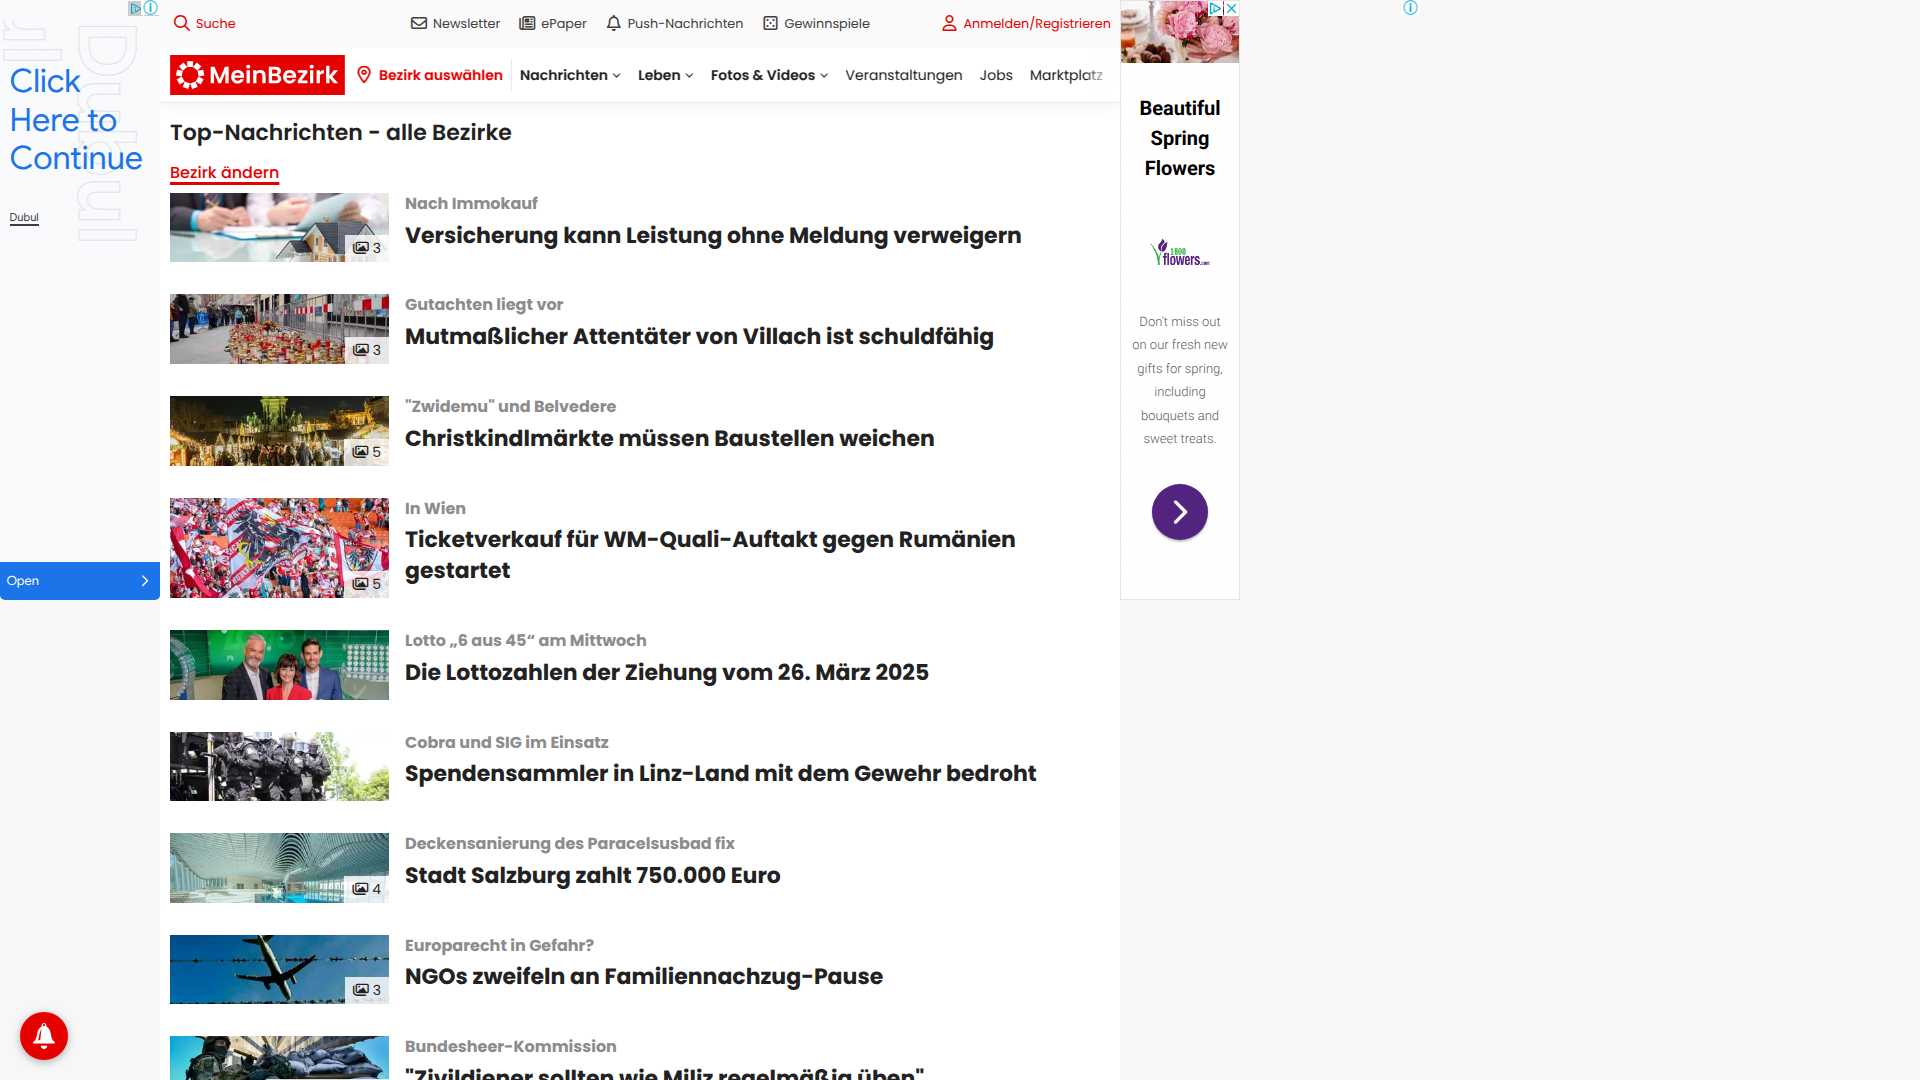 Suche
Newsletter
ePaper
Push-Nachrichten
Gewinnspiele
Anmelden/Registrieren
MeinBezirk
Bezirk auswählen
Nachrichten
Leben
Fotos & Videos
Veranstaltungen
Jobs
Marktplatz
Click
Here to
Continue
Dubul
Dubul
Open
Top-Nachrichten - alle Bezirke
Bezirk ändern
3
Nach Immokauf
Versicherung kann Leistung ohne Meldung verweigern
3
Gutachten liegt vor
Mutmaßlicher Attentäter von Villach ist schuldfähig
5
"Zwidemu" und Belvedere
Christkindlmärkte müssen Baustellen weichen
5
In Wien
Ticketverkauf für WM-Quali-Auftakt gegen Rumänien
gestartet
Lotto „6 aus 45“ am Mittwoch
Die Lottozahlen der Ziehung vom 26. März 2025
Cobra und SIG im Einsatz
Spendensammler in Linz-Land mit dem Gewehr bedroht
4
Deckensanierung des Paracelsusbad fix
Stadt Salzburg zahlt 750.000 Euro
3
Europarecht in Gefahr?
NGOs zweifeln an Familiennachzug-Pause
Bundesheer-Kommission
"Zivildiener sollten wie Miliz regelmäßig üben"
Beautiful
Spring
Flowers
1800
flowers.com
Don't miss out
on our fresh new
gifts for spring,
including
bouquets and
sweet treats.